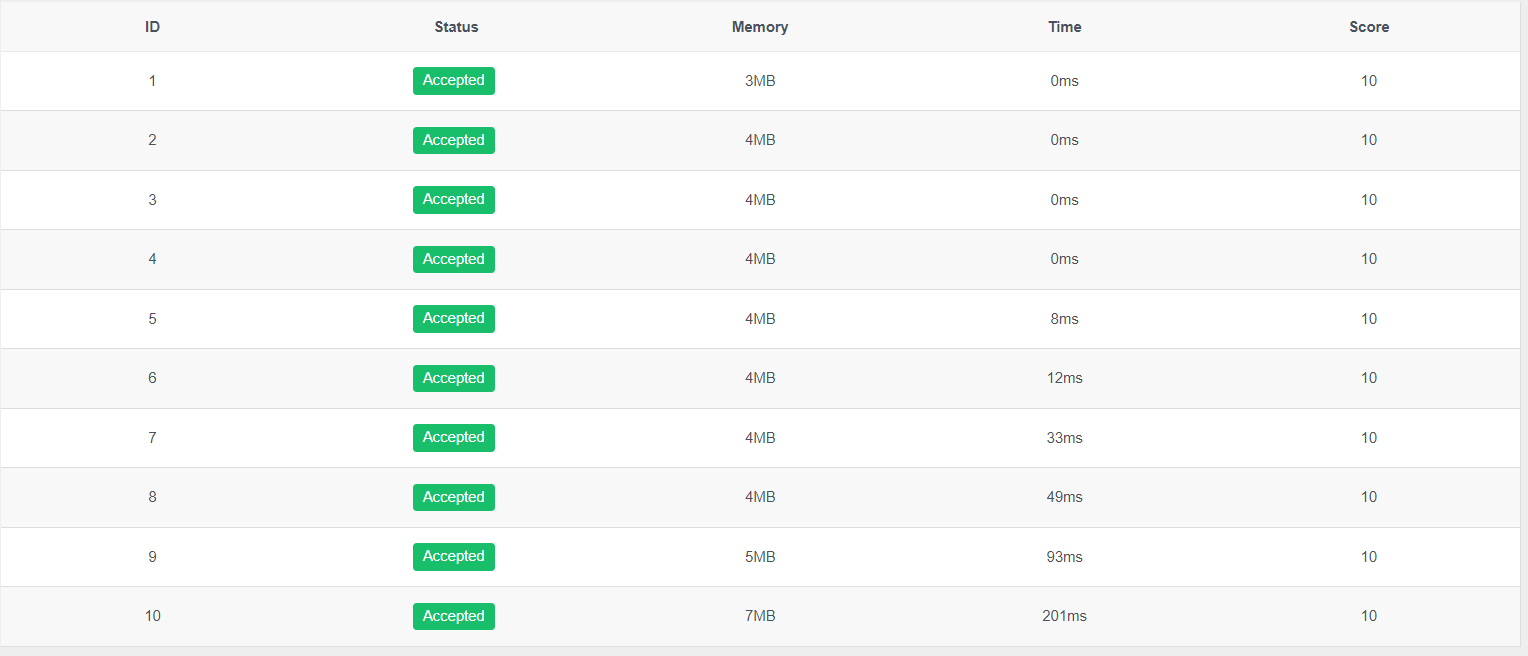 ID Status Memory Time Score
1 Accepted 3MB 0ms 10
2 Accepted 4MB 0ms 10
3 Accepted 4MB 0ms 10
4 Accepted 4MB 0ms 10
5 Accepted 4MB 8ms 10
6 Accepted 4MB 12ms 10
7 Accepted 4MB 33ms 10
8 Accepted 4MB 49ms 10
9 Accepted 5MB 93ms 10
10 Accepted 7MB 201ms 10